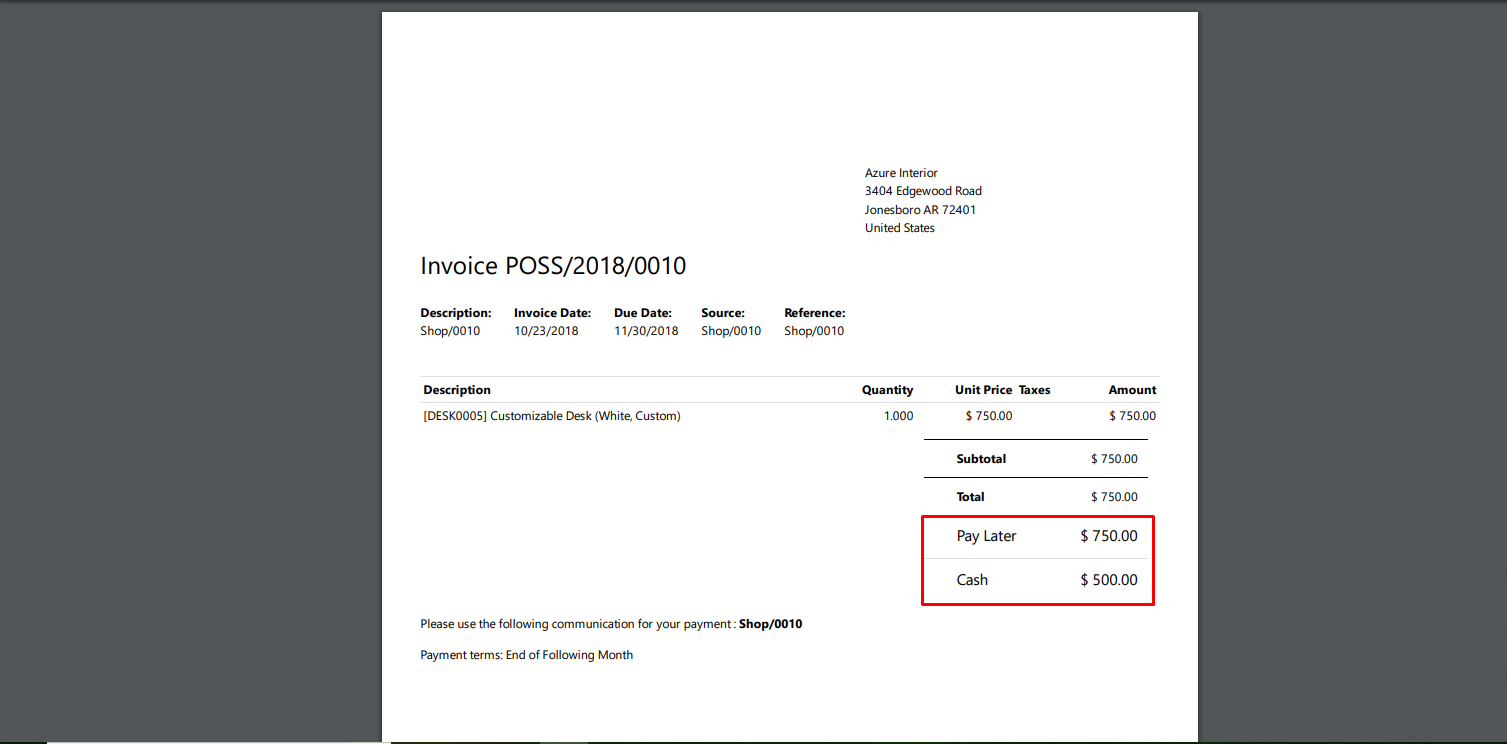 Azure Interior
3404 Edgewood Road
Jonesboro AR 72401
United States
Invoice POSS/2018/0010
Description: Invoice Date: Due Date: Source: Reference:
Shop/0010 10/23/2018 11/30/2018 Shop/0010 Shop/0010
Description Quantity Unit Price Taxes Amount
[DESK0005] Customizable Desk (White, Custom) 1.000 $ 750.00 $ 750.00
Subtotal $ 750.00
Total $ 750.00
Pay Later $ 750.00
Cash $ 500.00
Please use the following communication for your payment : Shop/0010
Payment terms: End of Following Month